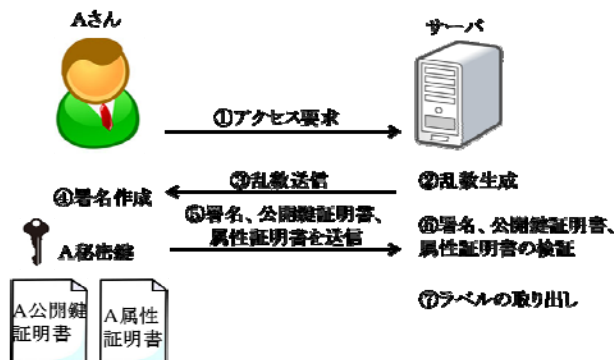 Aさん
サーバ
①アクセス要求
③乱数送信
②乱数生成
④署名作成
⑤署名、公開鍵証明書、
属性証明書を送信
⑥署名、公開鍵証明書、
属性証明書の検証
A秘密鍵
⑦ラベルの取り出し
A公開鍵
証明書
A属性
証明書